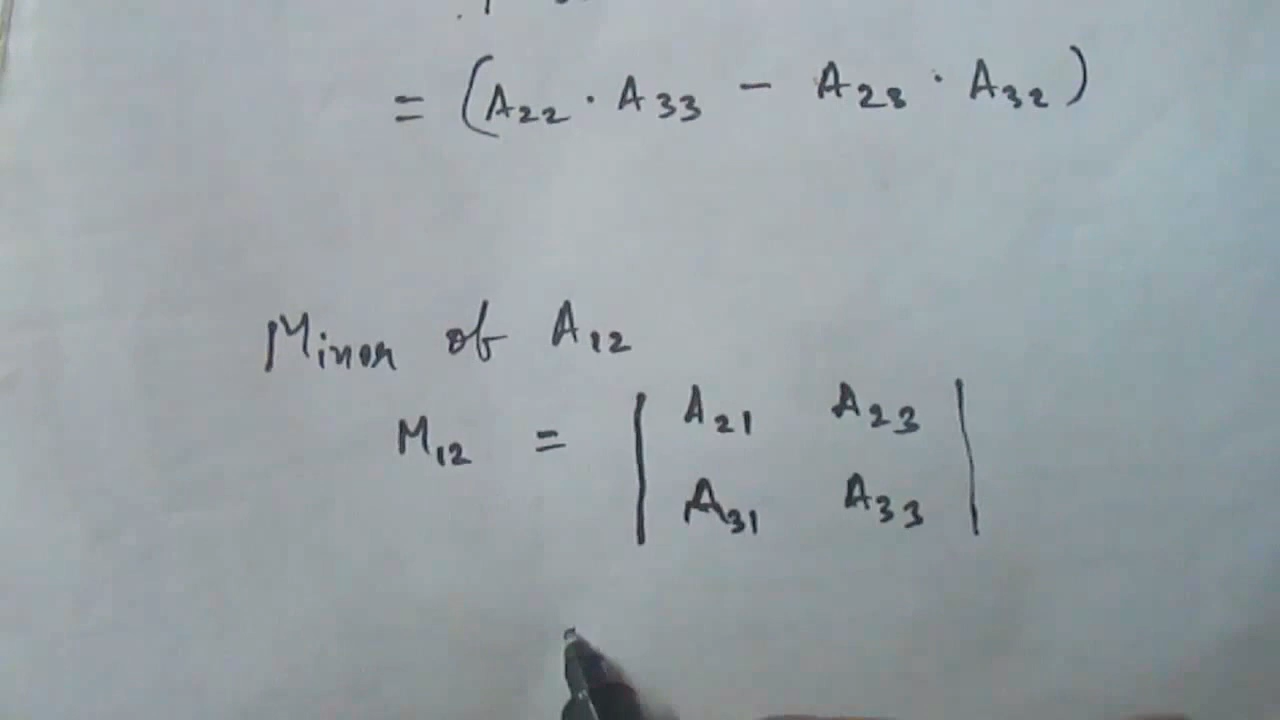 = (A22 · A33 - A23 · A32)
Minor of A12
M12 = | A21 A23 |
| A31 A33 |